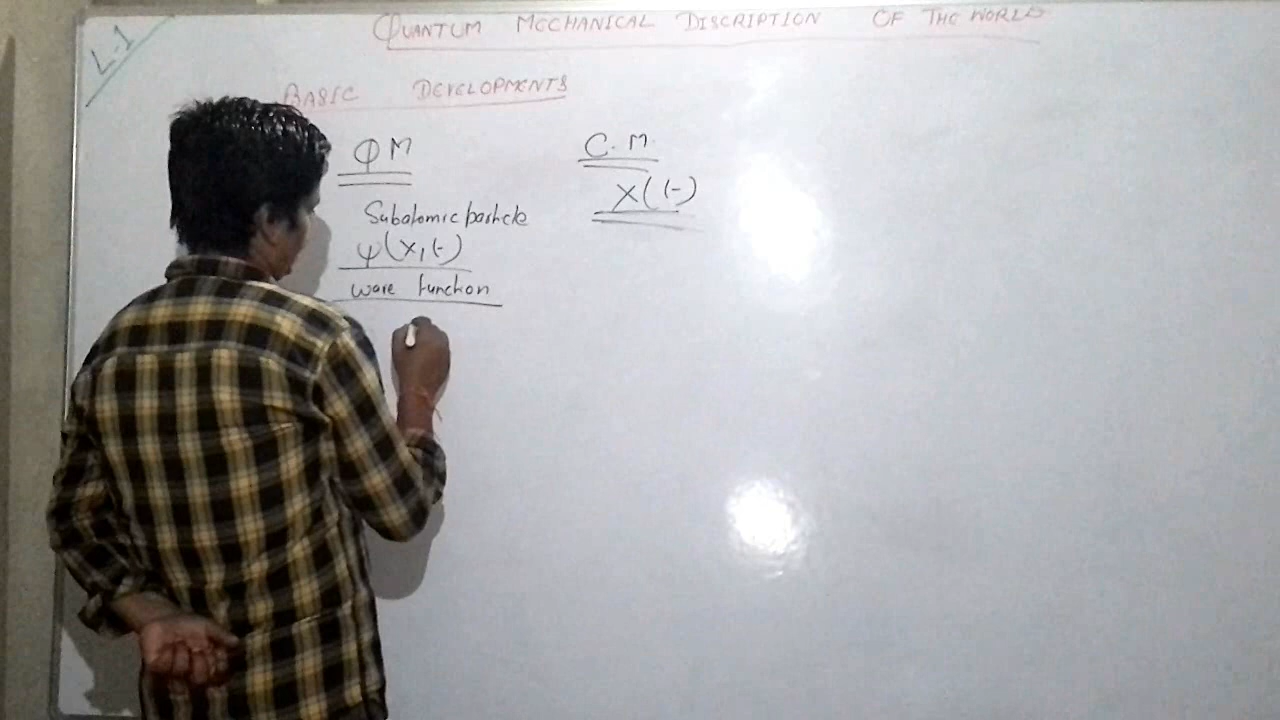 L-1
QUANTUM MECHANICAL DISCRIPTION OF THE WORLD
BASIC DEVELOPMENTS
QM
C.M.
X(t)
Subatomic particle
ψ(x,t)
wave function